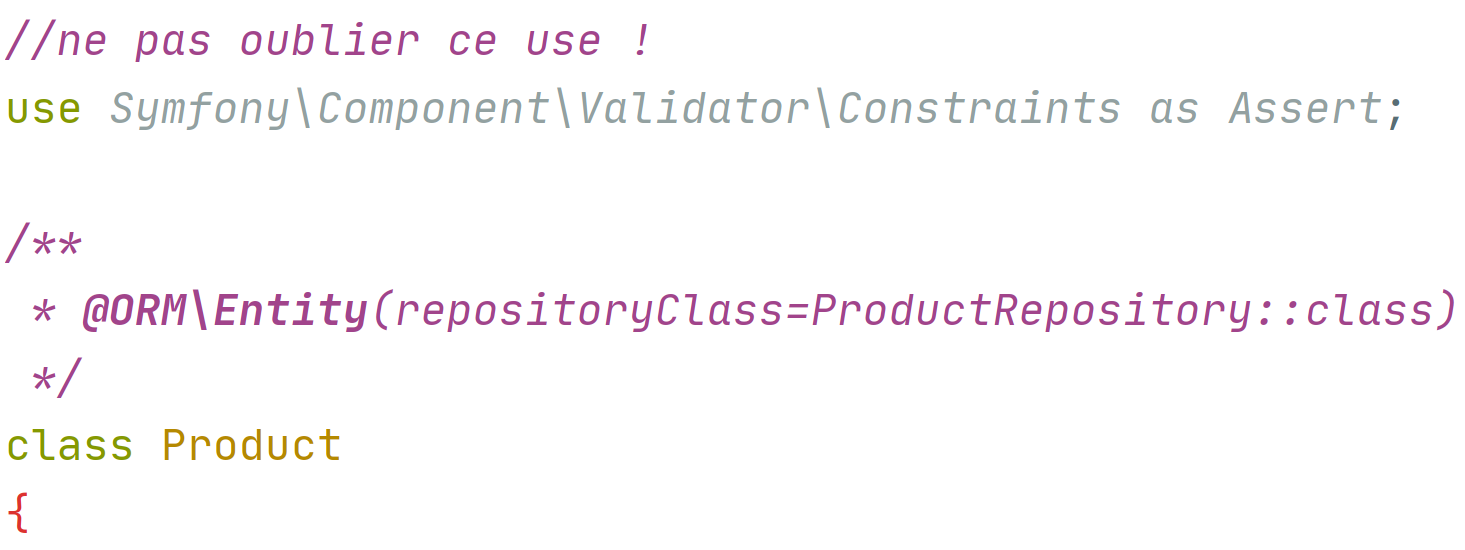 //ne pas oublier ce use !
use Symfony\Component\Validator\Constraints as Assert;
/**
 * @ORM\Entity(repositoryClass=ProductRepository::class)
 */
class Product
{